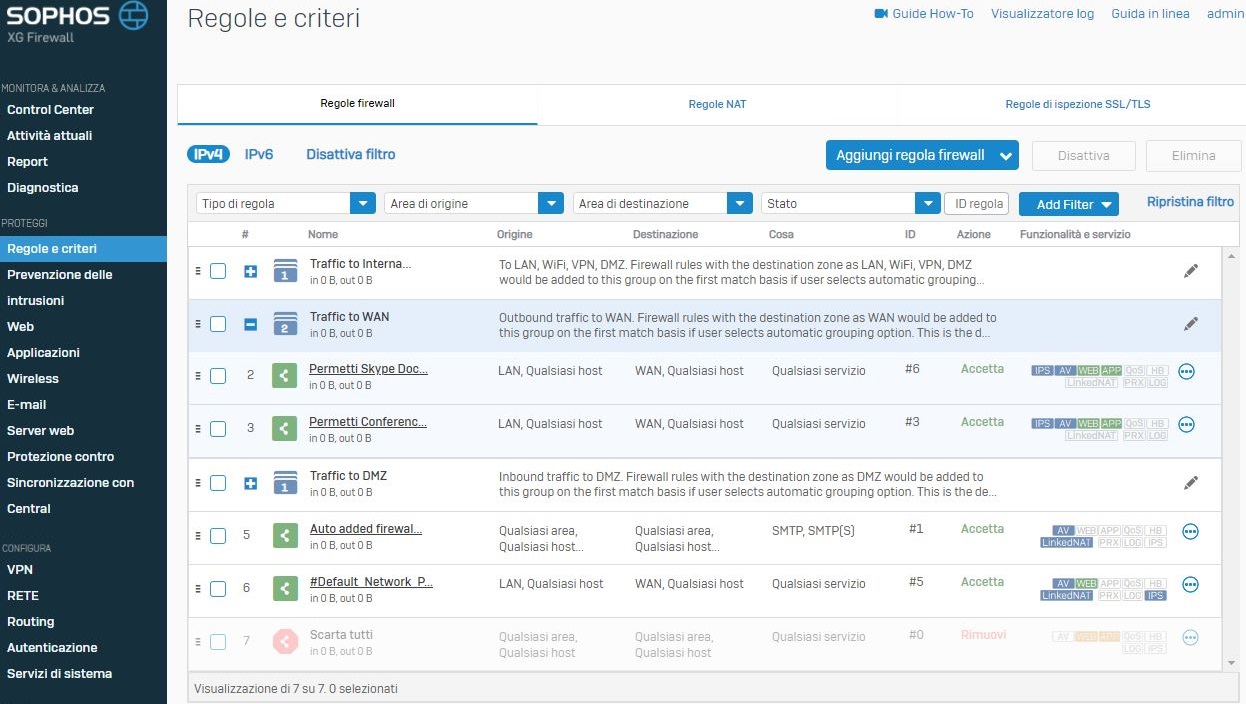 SOPHOS
XG Firewall
Regole e criteri
Guide How-To Visualizzatore log Guida in linea admin
MONITORA & ANALIZZA
Control Center
Attività attuali
Report
Diagnostica
PROTEGGI
Regole e criteri
Prevenzione delle
intrusioni
Web
Applicazioni
Wireless
E-mail
Server web
Protezione contro
Sincronizzazione con
Central
CONFIGURA
VPN
RETE
Routing
Autenticazione
Servizi di sistema
Regole firewall Regole NAT Regole di ispezione SSL/TLS
IPv4 IPv6 Disattiva filtro Aggiungi regola firewall Disattiva Elimina
Tipo di regola Area di origine Area di destinazione Stato ID regola Add Filter Ripristina filtro
# Nome Origine Destinazione Cosa ID Azione Funzionalità e servizio
1 Traffic to Interna... To LAN, WiFi, VPN, DMZ. Firewall rules with the destination zone as LAN, WiFi, VPN, DMZ
in 0 B, out 0 B would be added to this group on the first match basis if user selects automatic grouping...
2 Traffic to WAN Outbound traffic to WAN. Firewall rules with the destination zone as WAN would be added to
in 0 B, out 0 B this group on the first match basis if user selects automatic grouping option. This is the d...
2 Permetti Skype Doc... LAN, Qualsiasi host WAN, Qualsiasi host Qualsiasi servizio #6 Accetta IPS AV WEB APP QoS HB
in 0 B, out 0 B LinkedNAT PRX LOG
3 Permetti Conferenc... LAN, Qualsiasi host WAN, Qualsiasi host Qualsiasi servizio #3 Accetta IPS AV WEB APP QoS HB
in 0 B, out 0 B LinkedNAT PRX LOG
1 Traffic to DMZ Inbound traffic to DMZ. Firewall rules with the destination zone as DMZ would be added to
in 0 B, out 0 B this group on the first match basis if user selects automatic grouping option. This is the de...
5 Auto added firewal... Qualsiasi area, Qualsiasi area, SMTP, SMTP(S) #1 Accetta AV WEB APP QoS HB
in 0 B, out 0 B Qualsiasi host... Qualsiasi host... LinkedNAT PRX LOG IPS
6 #Default_Network_P... LAN, Qualsiasi host WAN, Qualsiasi host Qualsiasi servizio #5 Accetta AV WEB APP QoS HB
in 0 B, out 0 B LinkedNAT PRX LOG IPS
7 Scarta tutti Qualsiasi area, Qualsiasi area, Qualsiasi servizio #0 Rimuovi AV WEB APP QoS HB
in 0 B, out 0 B Qualsiasi host Qualsiasi host LOG IPS
Visualizzazione di 7 su 7. 0 selezionati